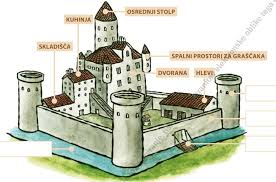 OSREDNJI STOLP
KUHINJA
SKLADIŠČA
SPALNI PROSTORI ZA GRAŠČAKA
DVORANA
HLEVI